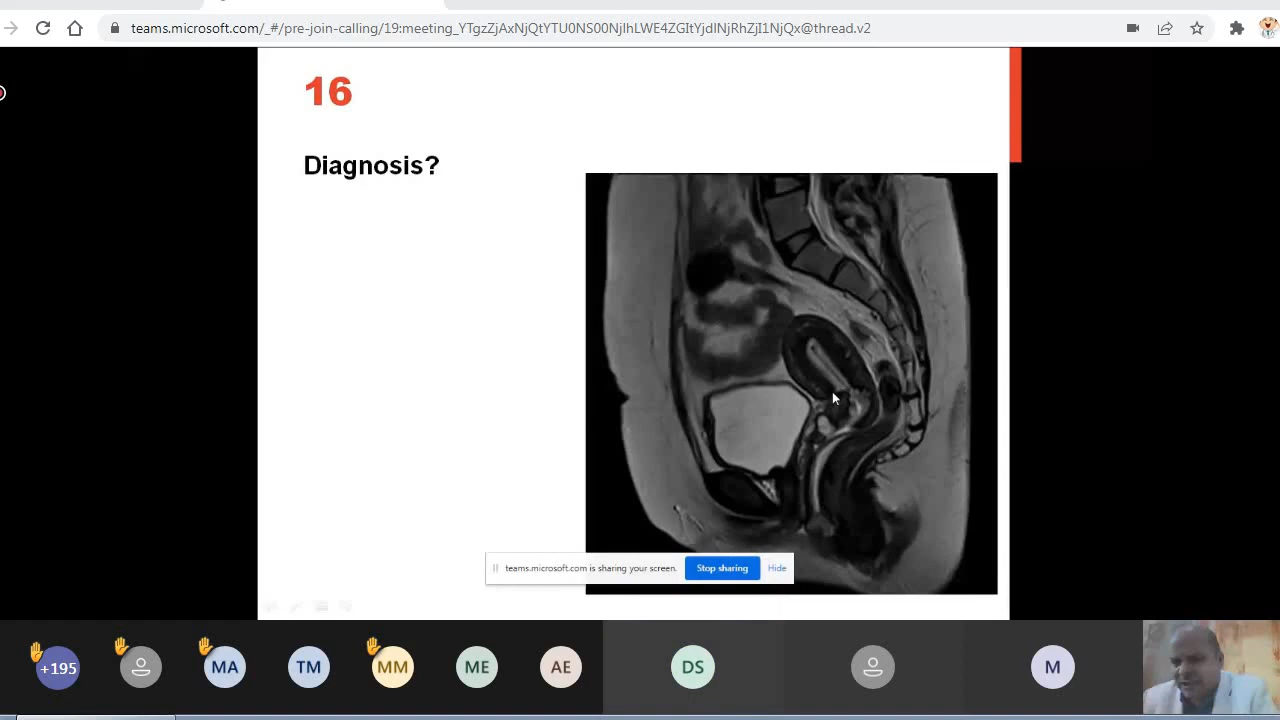 teams.microsoft.com/_#/pre-join-calling/19:meeting_YTgzZjAxNjQtYTU0NS00NjlhLWE4ZGItYjdlNjRhZjI1NjQx@thread.v2
16
Diagnosis?
teams.microsoft.com is sharing your screen.
Stop sharing
Hide
+195
MA
TM
MM
ME
AE
DS
M